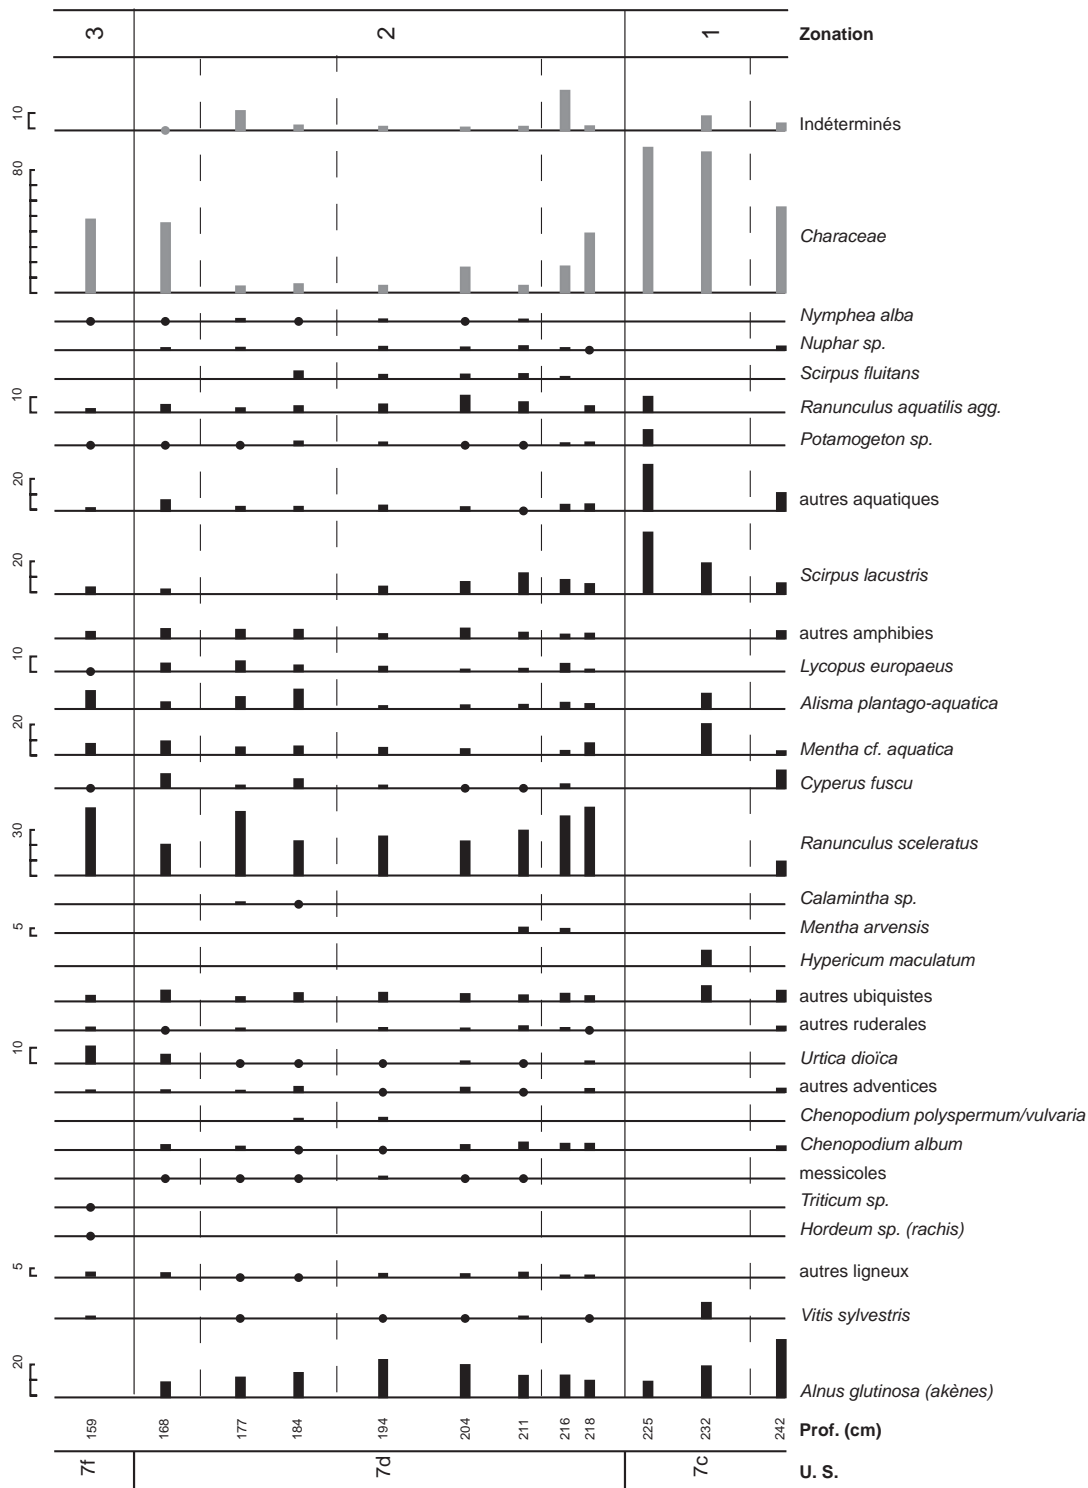 3 2 1 Zonation
10 Indéterminés
80 Characeae
Nymphea alba
Nuphar sp.
Scirpus fluitans
10 Ranunculus aquatilis agg.
Potamogeton sp.
20 autres aquatiques
20 Scirpus lacustris
autres amphibies
10 Lycopus europaeus
Alisma plantago-aquatica
20 Mentha cf. aquatica
Cyperus fuscu
30 Ranunculus sceleratus
Calamintha sp.
5 Mentha arvensis
Hypericum maculatum
autres ubiquistes
autres ruderales
10 Urtica dioïca
autres adventices
Chenopodium polyspermum/vulvaria
Chenopodium album
messicoles
Triticum sp.
Hordeum sp. (rachis)
5 autres ligneux
Vitis sylvestris
20 Alnus glutinosa (akènes)
159 168 177 184 194 204 211 216 218 225 232 242 Prof. (cm)
7f 7d 7c U. S.